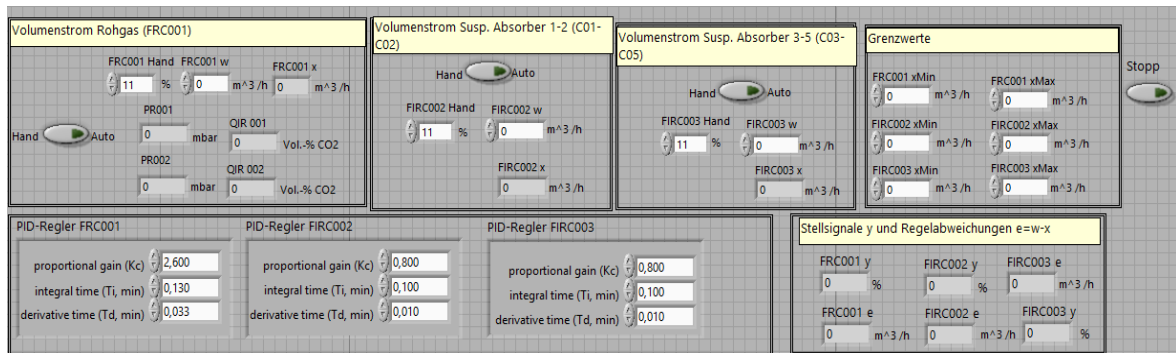 Volumenstrom Rohgas (FRC001)
FRC001 Hand
11 %
FRC001 w
0 m^3 /h
FRC001 x
0 m^3 /h
Hand Auto
PR001
0 mbar
QIR 001
0 Vol.-% CO2
PR002
0 mbar
QIR 002
0 Vol.-% CO2
Volumenstrom Susp. Absorber 1-2 (C01-
C02)
Hand Auto
FIRC002 Hand
11 %
FIRC002 w
0 m^3 /h
FIRC002 x
0 m^3 /h
Volumenstrom Susp. Absorber 3-5 (C03-
C05)
Hand Auto
FIRC003 Hand
11 %
FIRC003 w
0 m^3 /h
FIRC003 x
0 m^3 /h
Grenzwerte
FRC001 xMin
0 m^3 /h
FRC001 xMax
0 m^3 /h
FIRC002 xMin
0 m^3 /h
FIRC002 xMax
0 m^3 /h
FIRC003 xMin
0 m^3 /h
FIRC003 xMax
0 m^3 /h
Stopp
PID-Regler FRC001
proportional gain (Kc) 2,600
integral time (Ti, min) 0,130
derivative time (Td, min) 0,033
PID-Regler FIRC002
proportional gain (Kc) 0,800
integral time (Ti, min) 0,100
derivative time (Td, min) 0,010
PID-Regler FIRC003
proportional gain (Kc) 0,800
integral time (Ti, min) 0,100
derivative time (Td, min) 0,010
Stellsignale y und Regelabweichungen e=w-x
FRC001 y
0 %
FIRC002 y
0 %
FIRC003 e
0 m^3 /h
FRC001 e
0 m^3 /h
FIRC002 e
0 m^3 /h
FIRC003 y
0 %